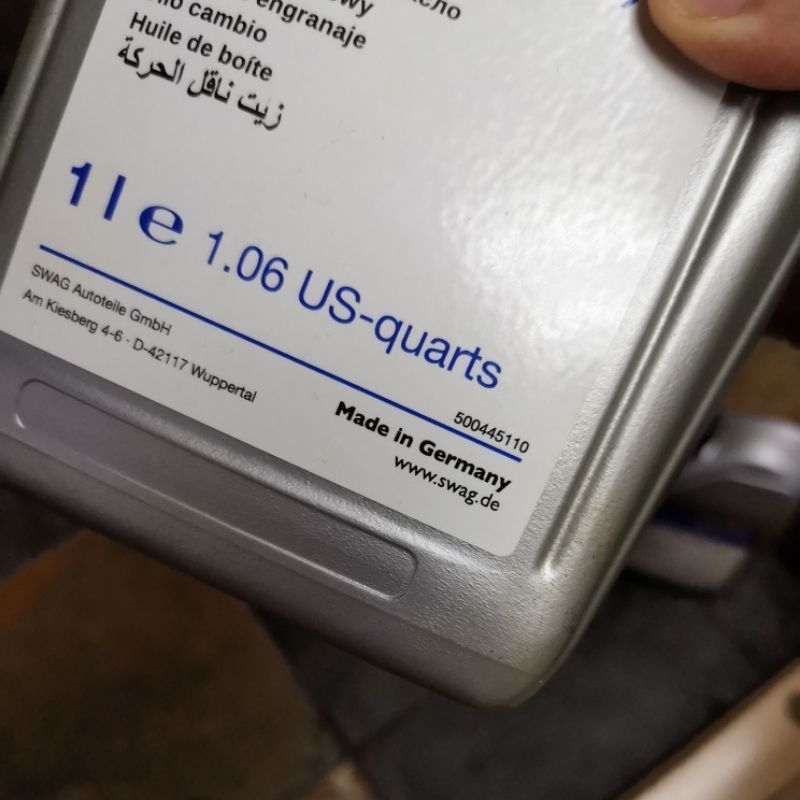 engranaje
cambio
Huile de boîte
زيت ناقل الحركة
1 l ℮ 1.06 US-quarts
SWAG Autoteile GmbH
Am Kiesberg 4-6 · D-42117 Wuppertal
500445110
Made in Germany
www.swag.de